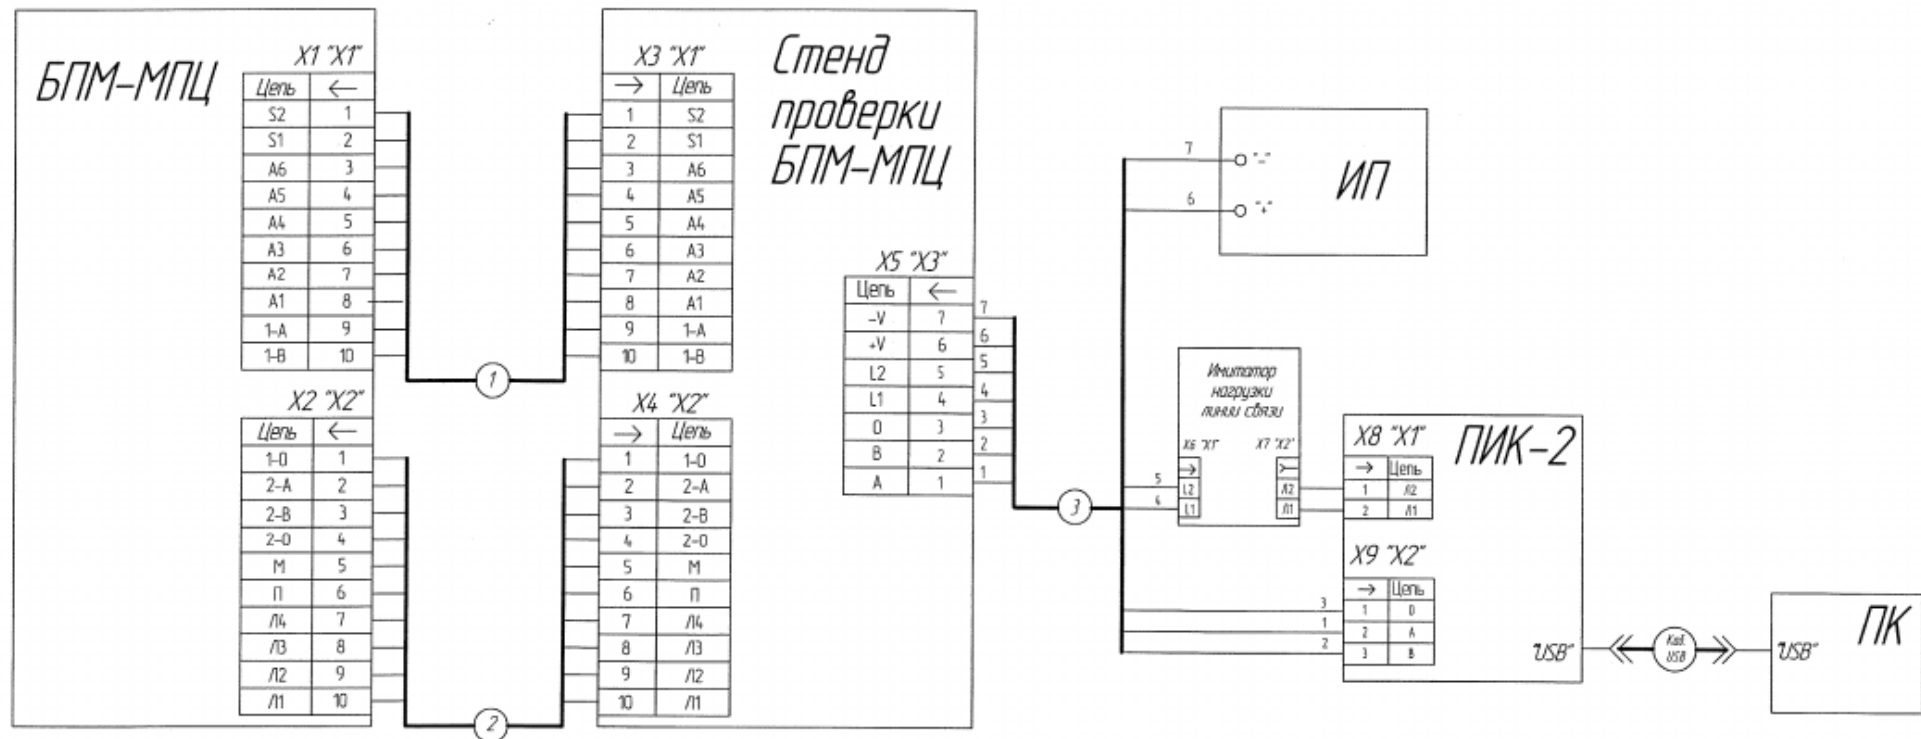 БПМ-МПЦ
X1 "X1"
Цепь ←
S2 1
S1 2
A6 3
A5 4
A4 5
A3 6
A2 7
A1 8
1-A 9
1-B 10
X2 "X2"
Цепь ←
1-0 1
2-A 2
2-B 3
2-0 4
М 5
П 6
Л4 7
Л3 8
Л2 9
Л1 10
1
2
Стенд
проверки
БПМ-МПЦ
X3 "X1"
→ Цепь
1 S2
2 S1
3 A6
4 A5
5 A4
6 A3
7 A2
8 A1
9 1-A
10 1-B
X4 "X2"
→ Цепь
1 1-0
2 2-A
3 2-B
4 2-0
5 М
6 П
7 Л4
8 Л3
9 Л2
10 Л1
X5 "X3"
Цепь ←
-V 7 7
+V 6 6
L2 5 5
L1 4 4
0 3 3
B 2 2
A 1 1
3
7 "-"
6 "+"
ИП
Имитатор
нагрузки
линии связи
X6 "X1" X7 "X2"
5 L2 Л2
4 L1 Л1
ПИК-2
X8 "X1"
→ Цепь
1 Л2
2 Л1
X9 "X2"
→ Цепь
3 1 0
1 2 A
2 3 B
"USB"
Каб.
USB
"USB"
ПК